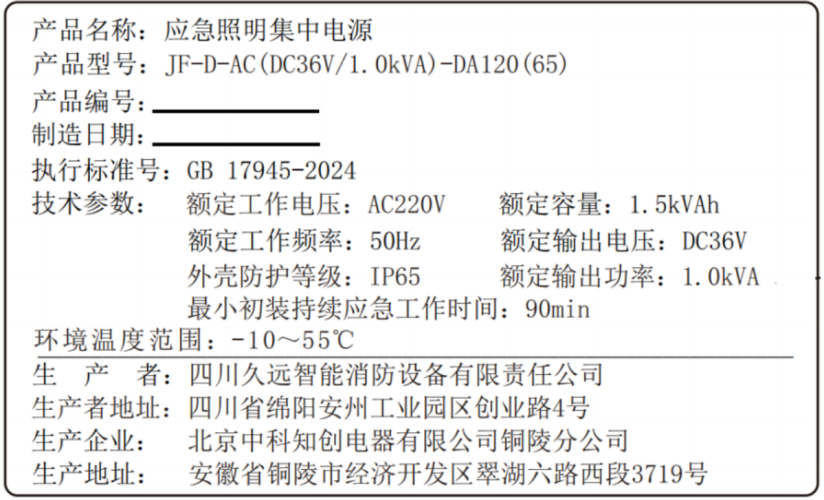 产品名称：应急照明集中电源
产品型号：JF-D-AC(DC36V/1.0kVA)-DA120(65)
产品编号：
制造日期：
执行标准号：GB 17945-2024
技术参数： 额定工作电压：AC220V 额定容量：1.5kVAh
额定工作频率：50Hz 额定输出电压：DC36V
外壳防护等级：IP65 额定输出功率：1.0kVA
最小初装持续应急工作时间：90min
环境温度范围：-10～55℃
生 产 者：四川久远智能消防设备有限责任公司
生产者地址：四川省绵阳安州工业园区创业路4号
生产企业： 北京中科知创电器有限公司铜陵分公司
生产地址： 安徽省铜陵市经济开发区翠湖六路西段3719号